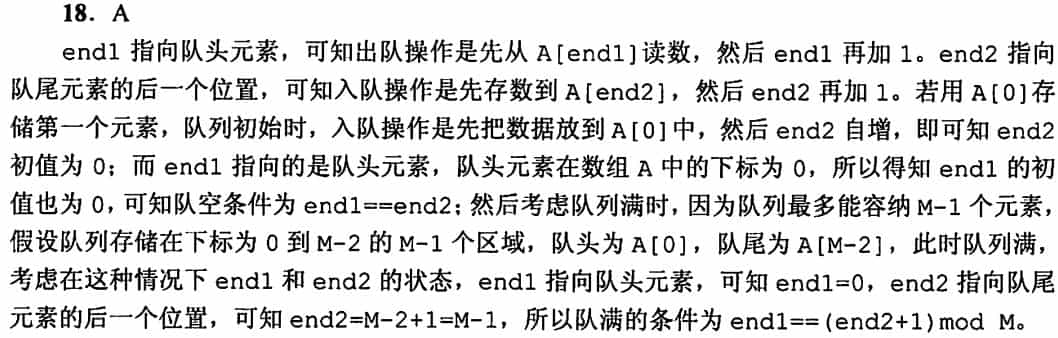 18. A
end1 指向队头元素，可知出队操作是先从 A[end1]读数，然后 end1 再加 1。end2 指向
队尾元素的后一个位置，可知入队操作是先存数到 A[end2]，然后 end2 再加 1。若用 A[0]存
储第一个元素，队列初始时，入队操作是先把数据放到 A[0]中，然后 end2 自增，即可知 end2
初值为 0；而 end1 指向的是队头元素，队头元素在数组 A 中的下标为 0，所以得知 end1 的初
值也为 0，可知队空条件为 end1==end2；然后考虑队列满时，因为队列最多能容纳 M-1 个元素，
假设队列存储在下标为 0 到 M-2 的 M-1 个区域，队头为 A[0]，队尾为 A[M-2]，此时队列满，
考虑在这种情况下 end1 和 end2 的状态，end1 指向队头元素，可知 end1=0，end2 指向队尾
元素的后一个位置，可知 end2=M-2+1=M-1，所以队满的条件为 end1==(end2+1)mod M。